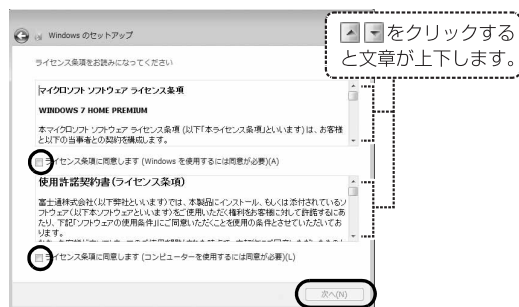 Windows のセットアップ
▲▼をクリックする
と文章が上下します。
ライセンス条項をお読みになってください
マイクロソフト ソフトウェア ライセンス条項
WINDOWS 7 HOME PREMIUM
本マイクロソフト ソフトウェア ライセンス条項 (以下「本ライセンス条項」といいます) は、お客様
と以下の当事者との契約を構成します。
ライセンス条項に同意します (Windows を使用するには同意が必要)(A)
使用許諾契約書(ライセンス条項)
富士通株式会社(以下弊社といいます)では、本製品にインストール、もしくは添付されているソ
フトウェア(以下本ソフトウェアといいます)をご使用いただく権利をお客様に対して許諾するにあ
たり、下記「ソフトウェアの使用条件」にご同意いただくことを使用の条件とさせていただいてお
ります。
ライセンス条項に同意します (コンピューターを使用するには同意が必要)(L)
次へ(N)